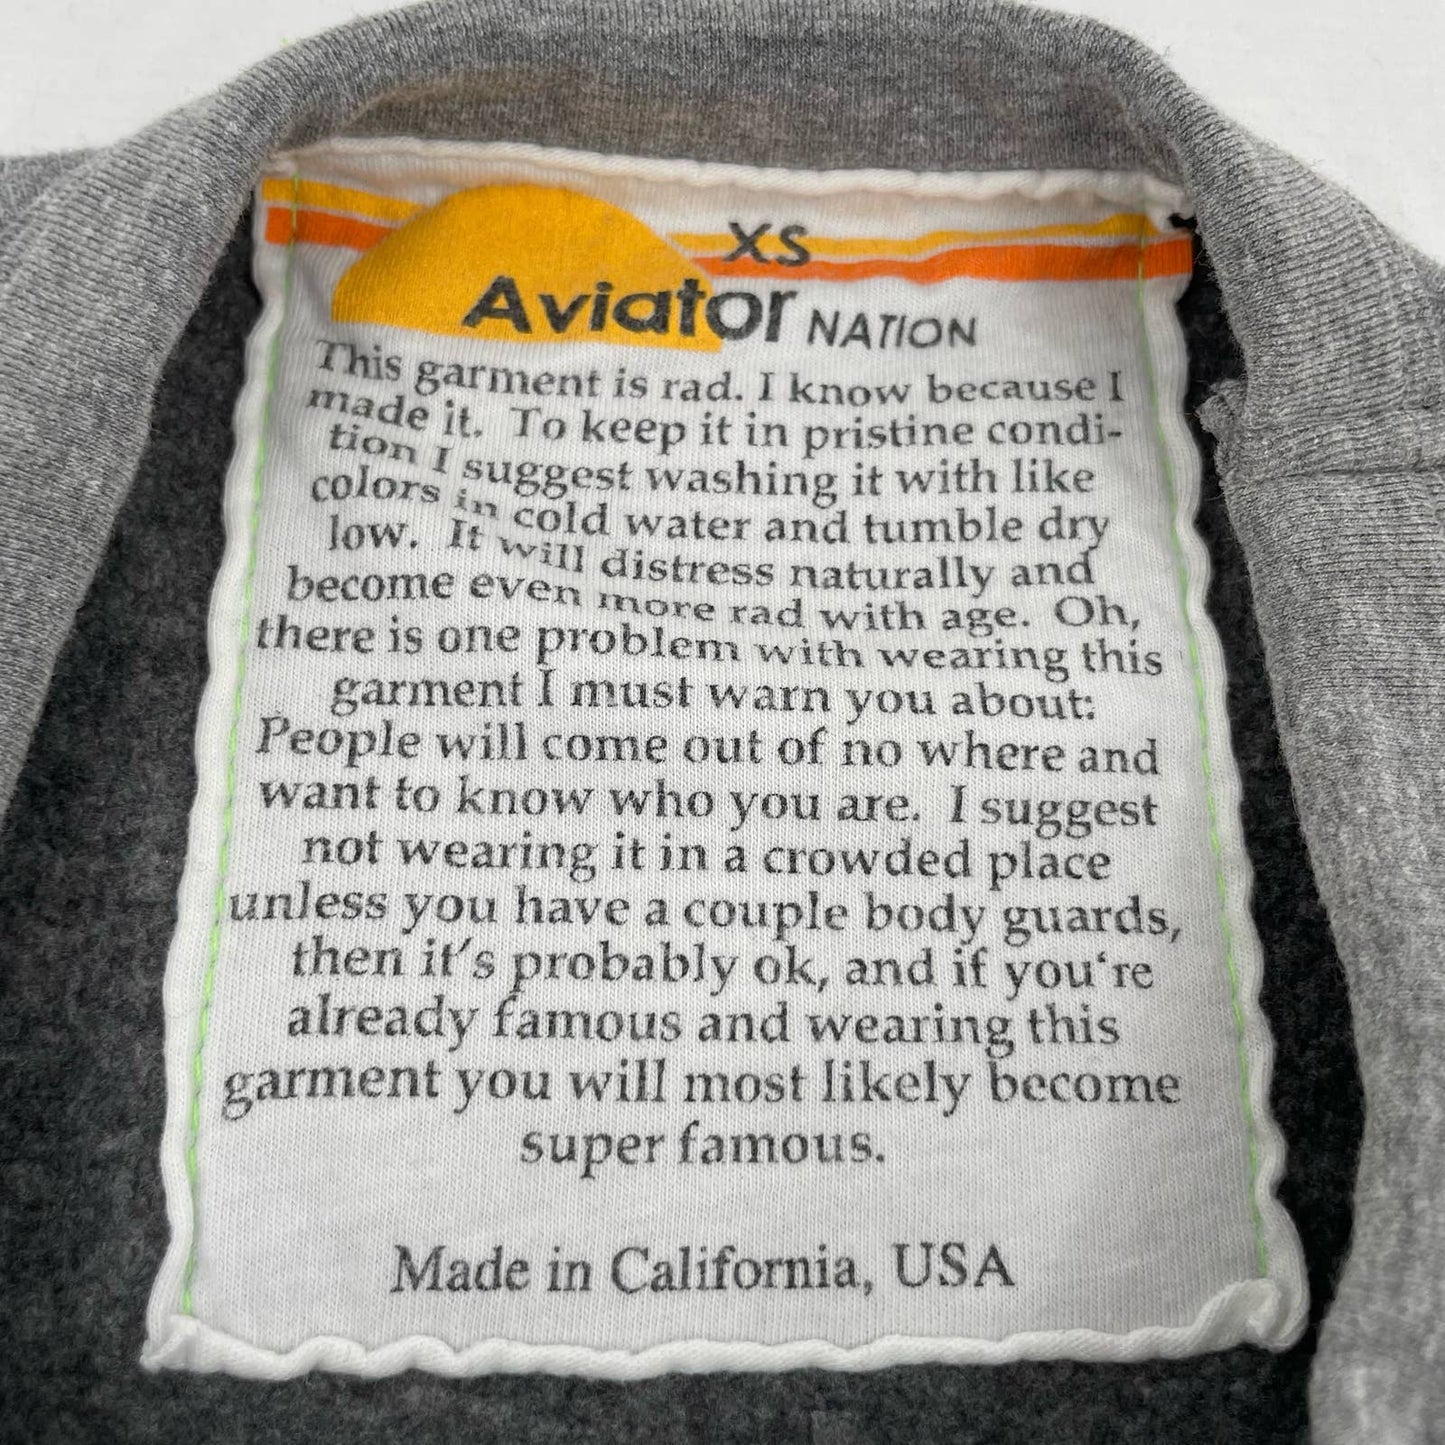 XS
Aviator NATION
This garment is rad. I know because I
made it. To keep it in pristine condi-
tion I suggest washing it with like
colors in cold water and tumble dry
low. It will distress naturally and
become even more rad with age. Oh,
there is one problem with wearing this
garment I must warn you about:
People will come out of no where and
want to know who you are. I suggest
not wearing it in a crowded place
unless you have a couple body guards,
then it's probably ok, and if you‘re
already famous and wearing this
garment you will most likely become
super famous.
Made in California, USA